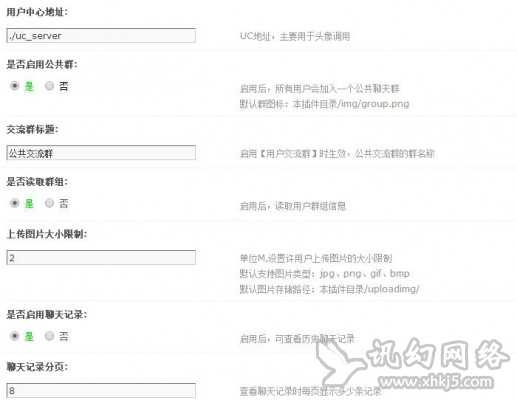 用户中心地址:
./uc_server
UC地址，主要用于头像调用
是否启用公共群:
是 否
启用后，所有用户会加入一个公共聊天群
默认群图标：本插件目录/img/group.png
交流群标题:
公共交流群
启用【用户交流群】时生效，公共交流群的群名称
是否读取群组:
是 否
启用后，读取用户群组信息
上传图片大小限制:
2
单位M,设置许用户上传图片的大小限制
默认支持图片类型：jpg、png、gif、bmp
默认图片存储路径：本插件目录/uploadimg/
是否启用聊天记录:
是 否
启用后，可查看历史聊天记录
聊天记录分页:
8
查看聊天记录时每页显示多少条记录
讯幻网络
www.xhkj5.com